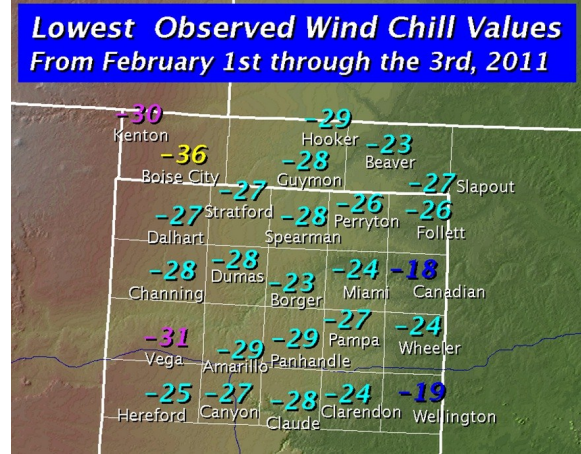 Lowest Observed Wind Chill Values
From February 1st through the 3rd, 2011
-30
Kenton
-29
Hooker
-23
Beaver
-36
Boise City
-28
Guymon
-27
Slapout
-27
Stratford
-27
Dalhart
-28
Spearman
-26
Perryton
-26
Follett
-28
Channing
-28
Dumas
-23
Borger
-24
Miami
-18
Canadian
-31
Vega
-29
Amarillo
-29
Panhandle
-27
Pampa
-24
Wheeler
-25
Hereford
-27
Canyon
-28
Claude
-24
Clarendon
-19
Wellington